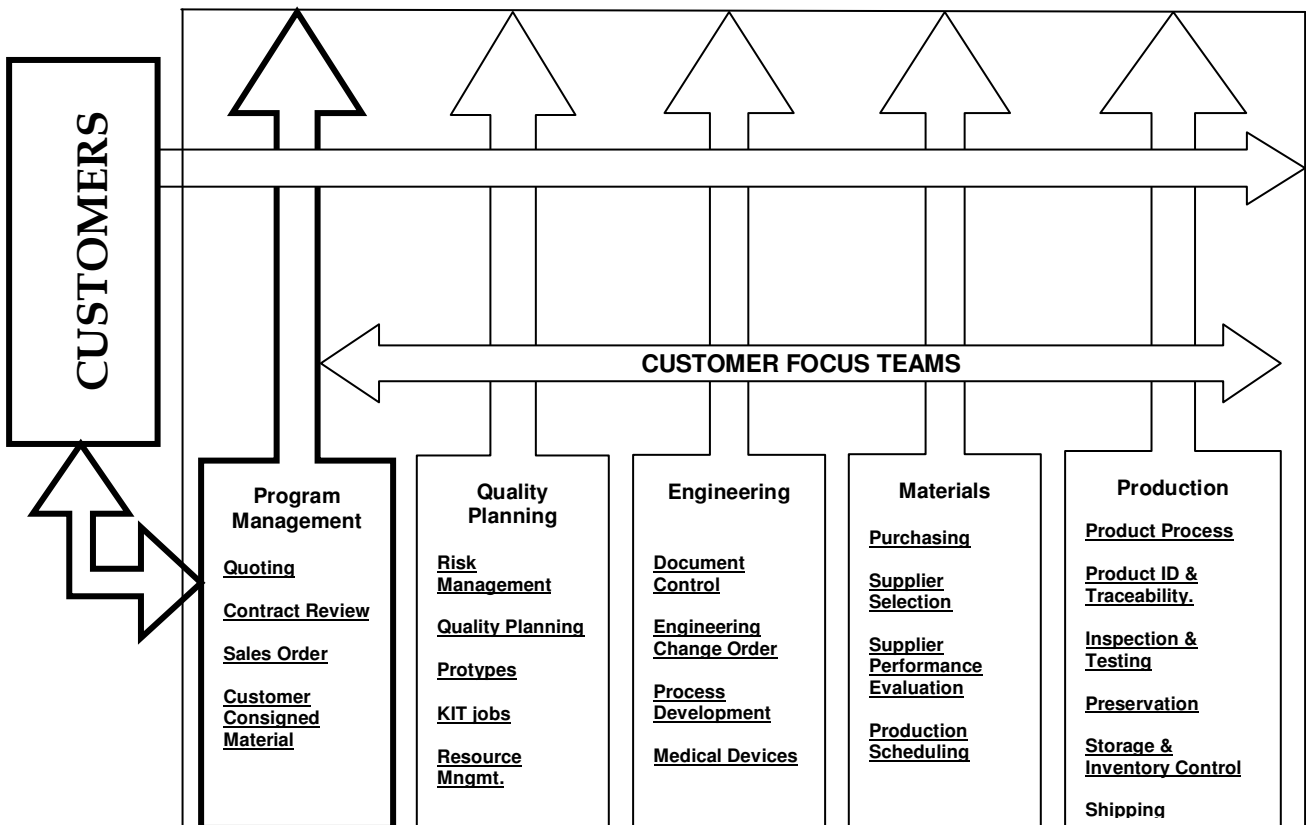 CUSTOMERS
CUSTOMER FOCUS TEAMS
Program
Management
Quoting
Contract Review
Sales Order
Customer
Consigned
Material
Quality
Planning
Risk
Management
Quality Planning
Protypes
KIT jobs
Resource
Mngmt.
Engineering
Document
Control
Engineering
Change Order
Process
Development
Medical Devices
Materials
Purchasing
Supplier
Selection
Supplier
Performance
Evaluation
Production
Scheduling
Production
Product Process
Product ID &
Traceability.
Inspection &
Testing
Preservation
Storage &
Inventory Control
Shipping